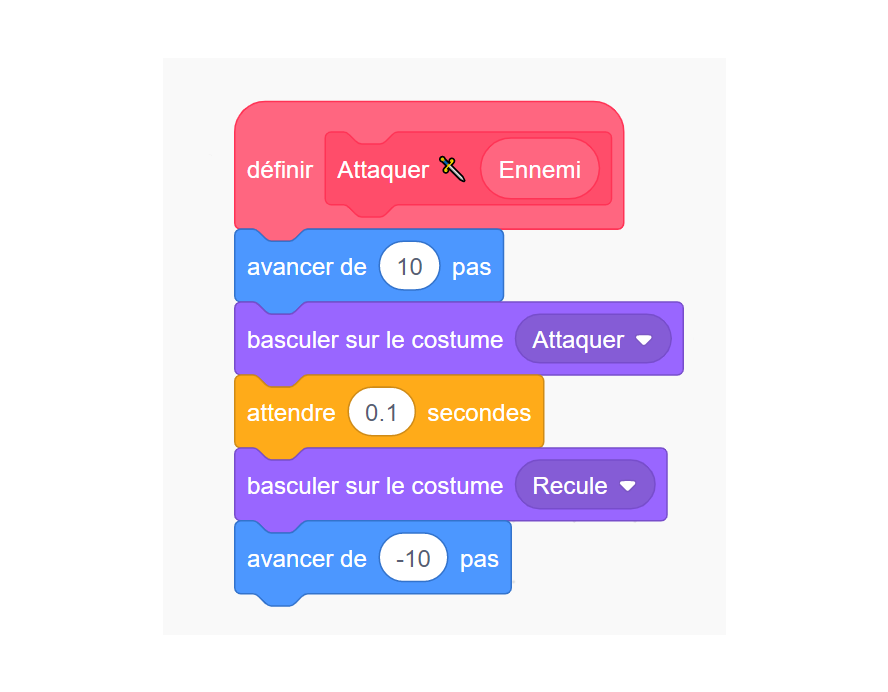 définir Attaquer 🗡 Ennemi
avancer de 10 pas
basculer sur le costume Attaquer
attendre 0.1 secondes
basculer sur le costume Recule
avancer de -10 pas